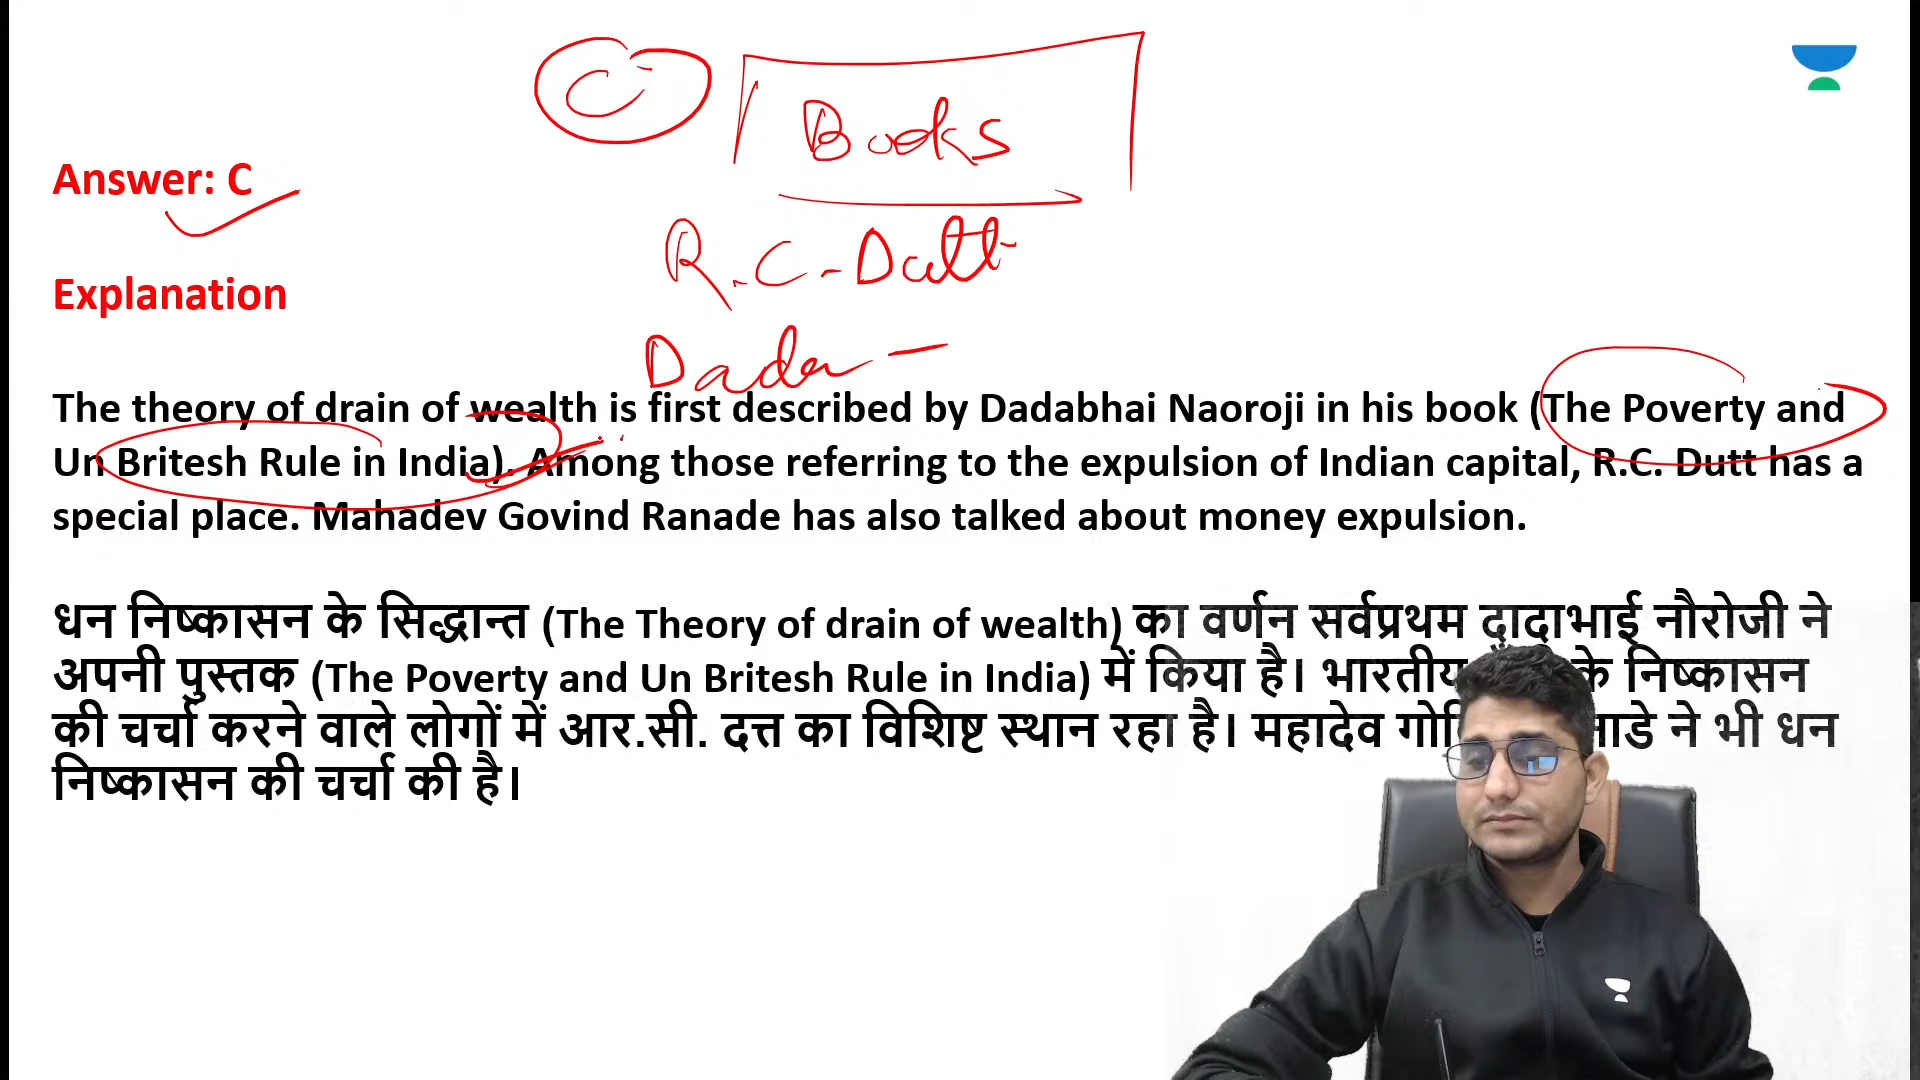 C
Books
Answer: C
R.C-Dutt
Explanation
Dada-
The theory of drain of wealth is first described by Dadabhai Naoroji in his book (The Poverty and
Un Britesh Rule in India). Among those referring to the expulsion of Indian capital, R.C. Dutt has a
special place. Mahadev Govind Ranade has also talked about money expulsion.
धन निष्कासन के सिद्धान्त (The Theory of drain of wealth) का वर्णन सर्वप्रथम दादाभाई नौरोजी ने
अपनी पुस्तक (The Poverty and Un Britesh Rule in India) में किया है। भारतीय के निष्कासन
की चर्चा करने वाले लोगों में आर.सी. दत्त का विशिष्ट स्थान रहा है। महादेव ने भी धन
निष्कासन की चर्चा की है।